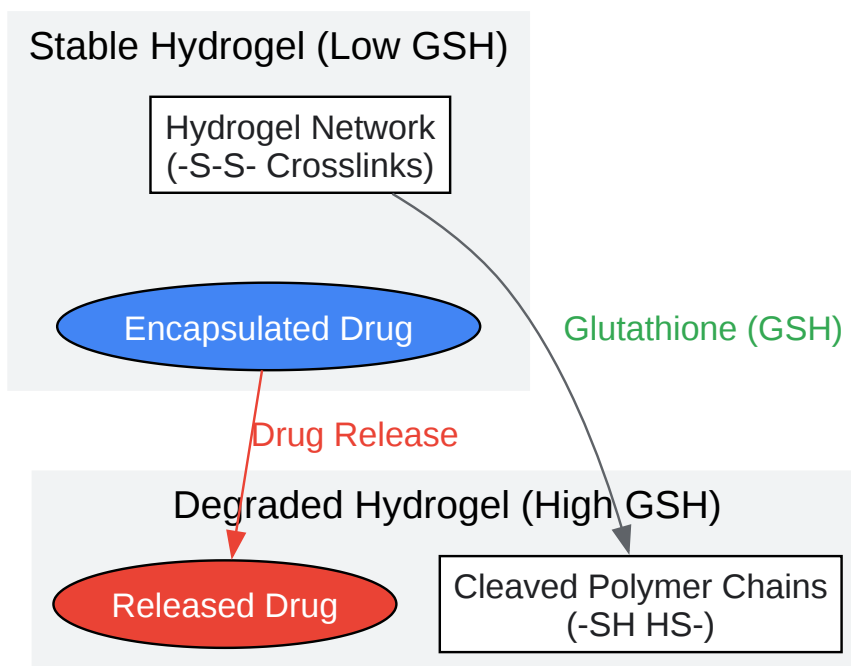 Stable Hydrogel (Low GSH)
Hydrogel Network
(-S-S- Crosslinks)
Encapsulated Drug
Glutathione (GSH)
Drug Release
Degraded Hydrogel (High GSH)
Released Drug
Cleaved Polymer Chains
(-SH HS-)